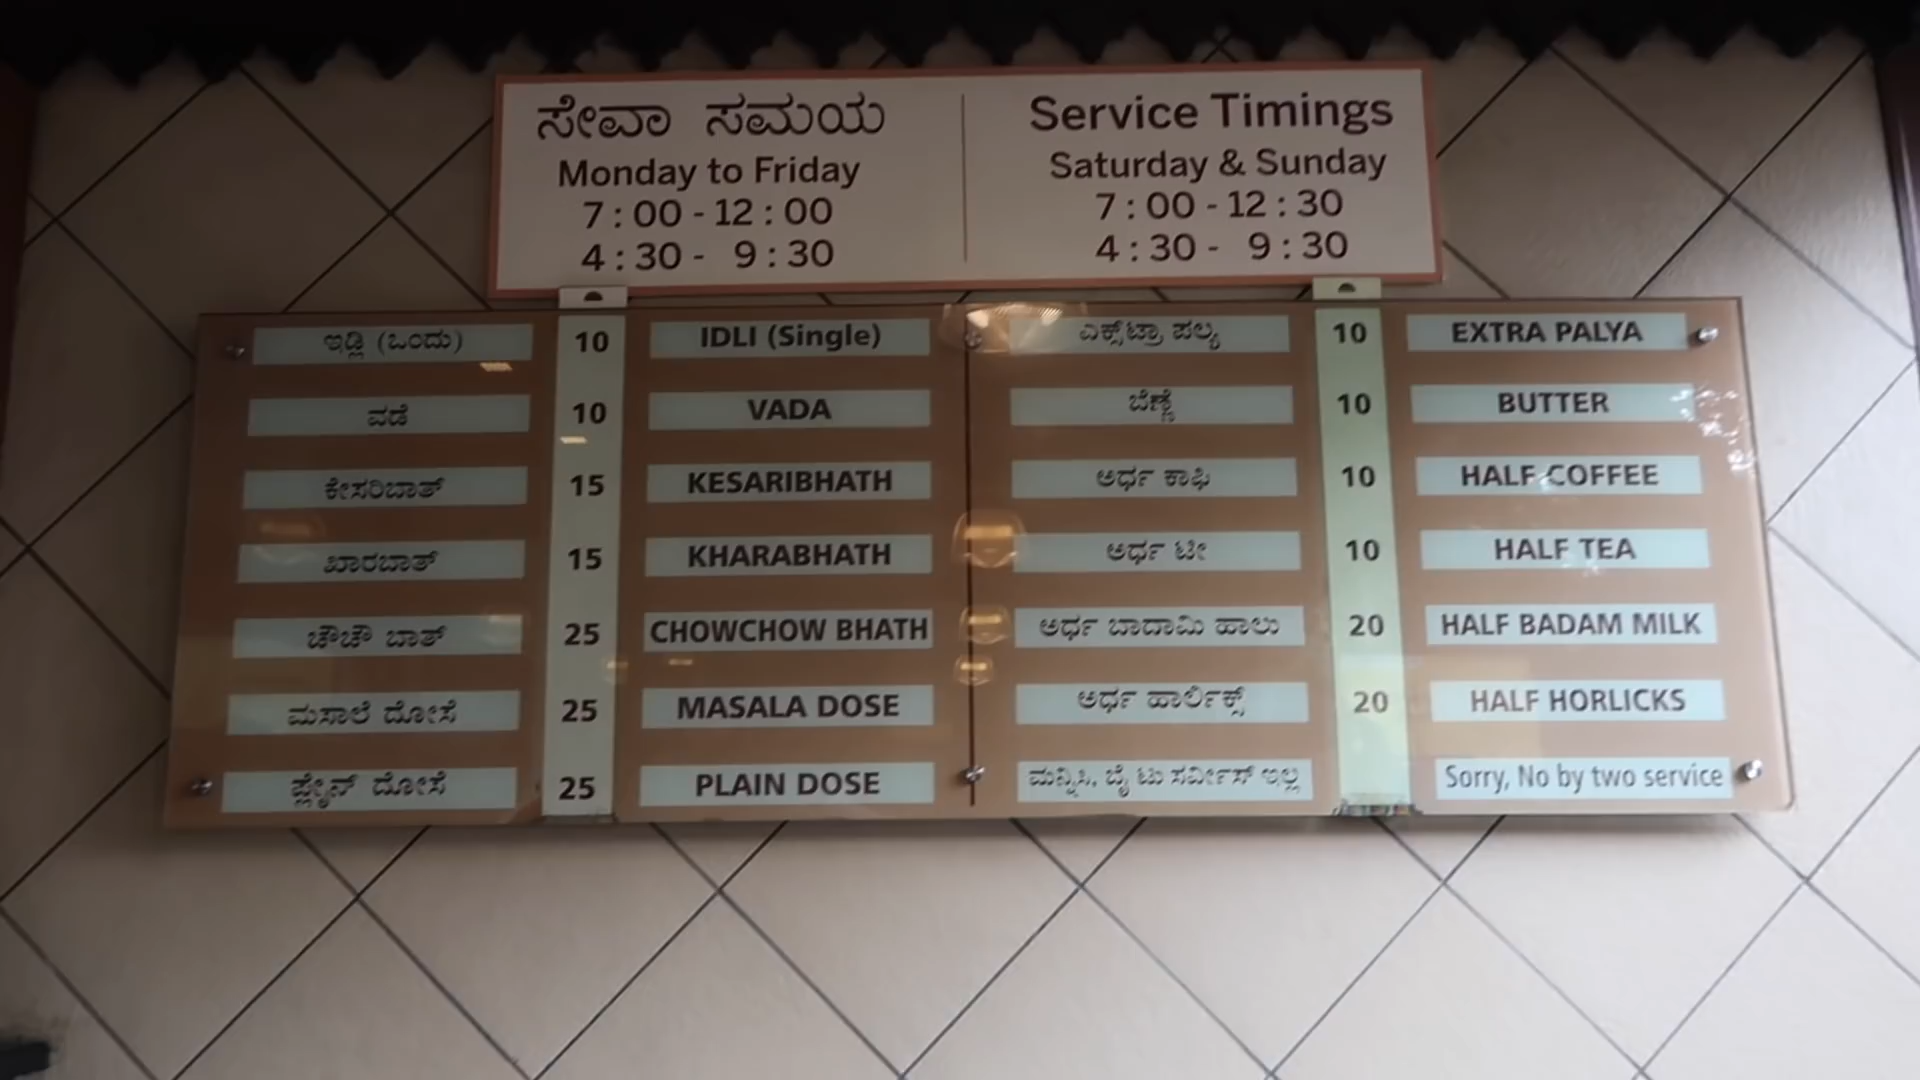 ಸೇವಾ ಸಮಯ
Monday to Friday
7 : 00 - 12 : 00
4 : 30 - 9 : 30
Service Timings
Saturday & Sunday
7 : 00 - 12 : 30
4 : 30 - 9 : 30
ಇಡ್ಲಿ (ಒಂದು) 10 IDLI (Single)
ವಡೆ 10 VADA
ಕೇಸರಿಬಾತ್ 15 KESARIBHATH
ಖಾರಬಾತ್ 15 KHARABHATH
ಚೌಚೌ ಬಾತ್ 25 CHOWCHOW BHATH
ಮಸಾಲೆ ದೋಸೆ 25 MASALA DOSE
ಪ್ಲೇನ್ ದೋಸೆ 25 PLAIN DOSE
ಎಕ್ಸ್‌ಟ್ರಾ ಪಲ್ಯ 10 EXTRA PALYA
ಬೆಣ್ಣೆ 10 BUTTER
ಅರ್ಧ ಕಾಫಿ 10 HALF COFFEE
ಅರ್ಧ ಟೀ 10 HALF TEA
ಅರ್ಧ ಬಾದಾಮಿ ಹಾಲು 20 HALF BADAM MILK
ಅರ್ಧ ಹಾರ್ಲಿಕ್ಸ್ 20 HALF HORLICKS
ಮನ್ನಿಸಿ, ಬೈ ಟು ಸರ್ವೀಸ್ ಇಲ್ಲ Sorry, No by two service